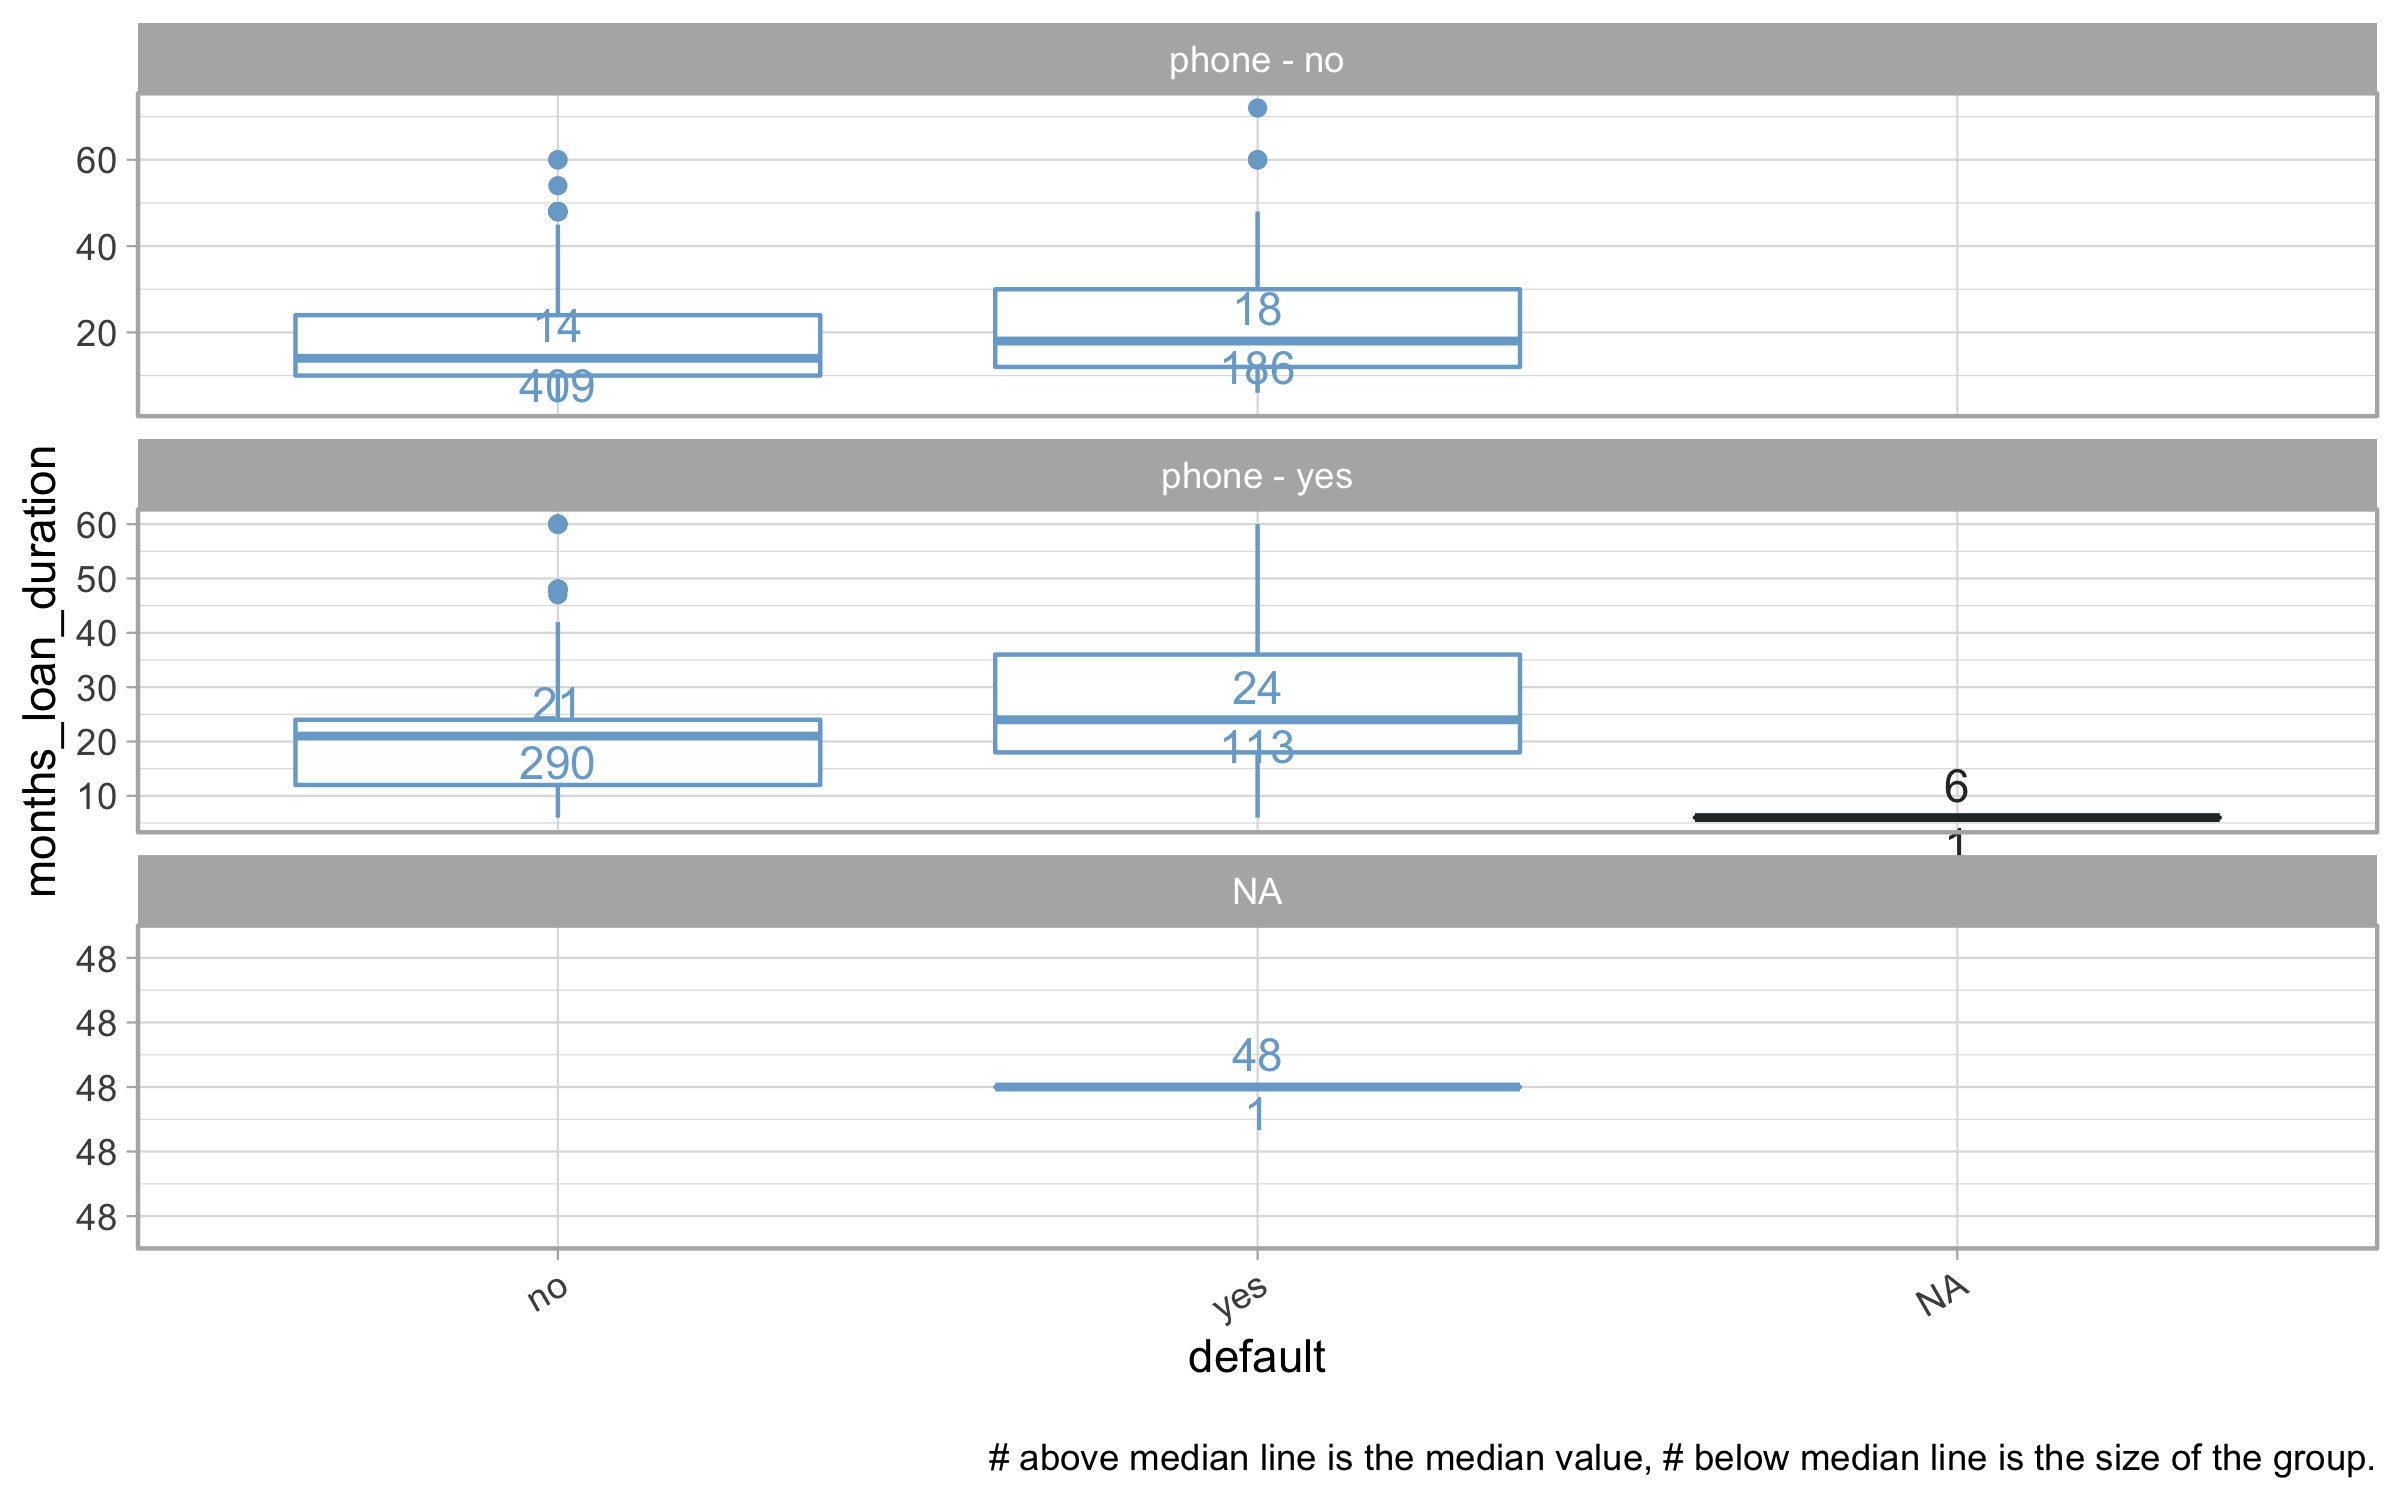 phone - no
60
40
20
14
409
18
186
phone - yes
60
50
40
30
20
10
21
290
24
113
6
1
NA
48
48
48
48
48
48
1
months_loan_duration
no
yes
NA
default
# above median line is the median value, # below median line is the size of the group.